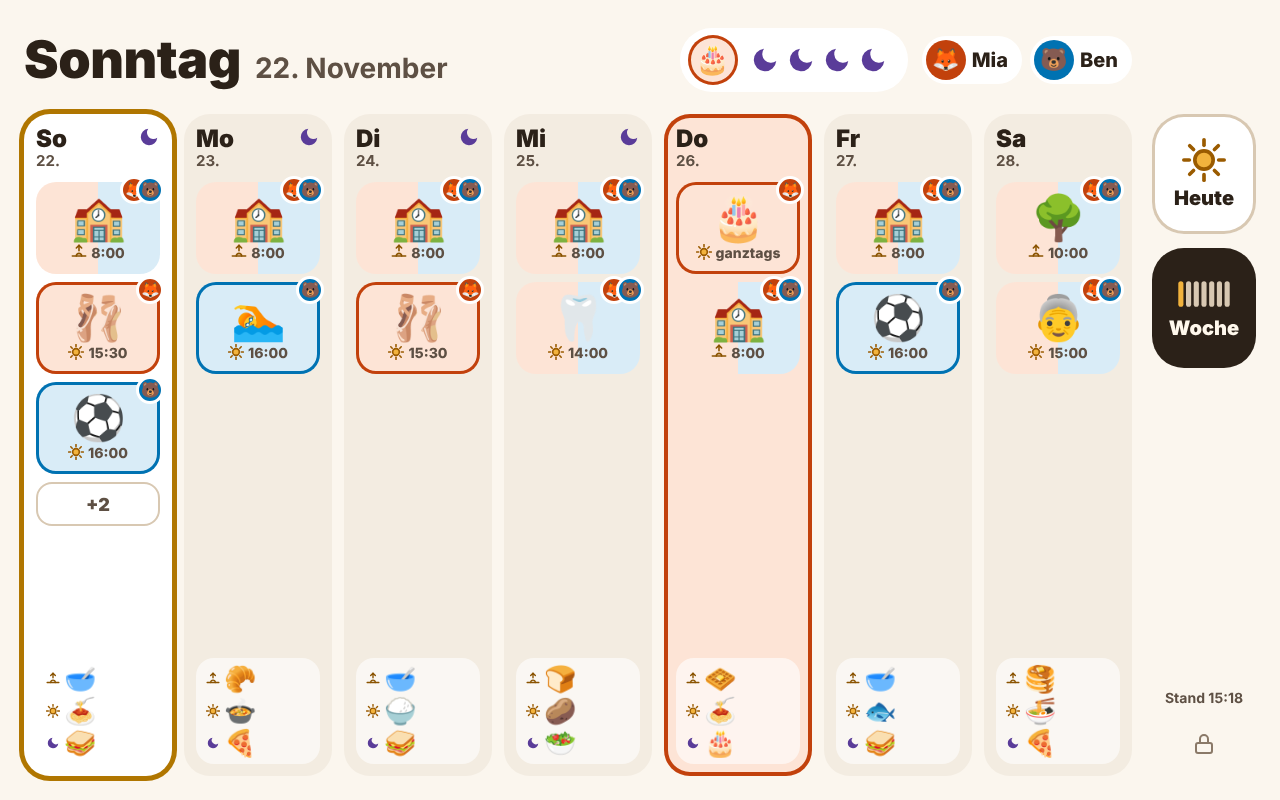 Sonntag 22. November
Mia
Ben
So
22.
8:00
15:30
16:00
+2
Mo
23.
8:00
16:00
Di
24.
8:00
15:30
Mi
25.
8:00
14:00
Do
26.
ganztags
8:00
Fr
27.
8:00
16:00
Sa
28.
10:00
15:00
Heute
Woche
Stand 15:18